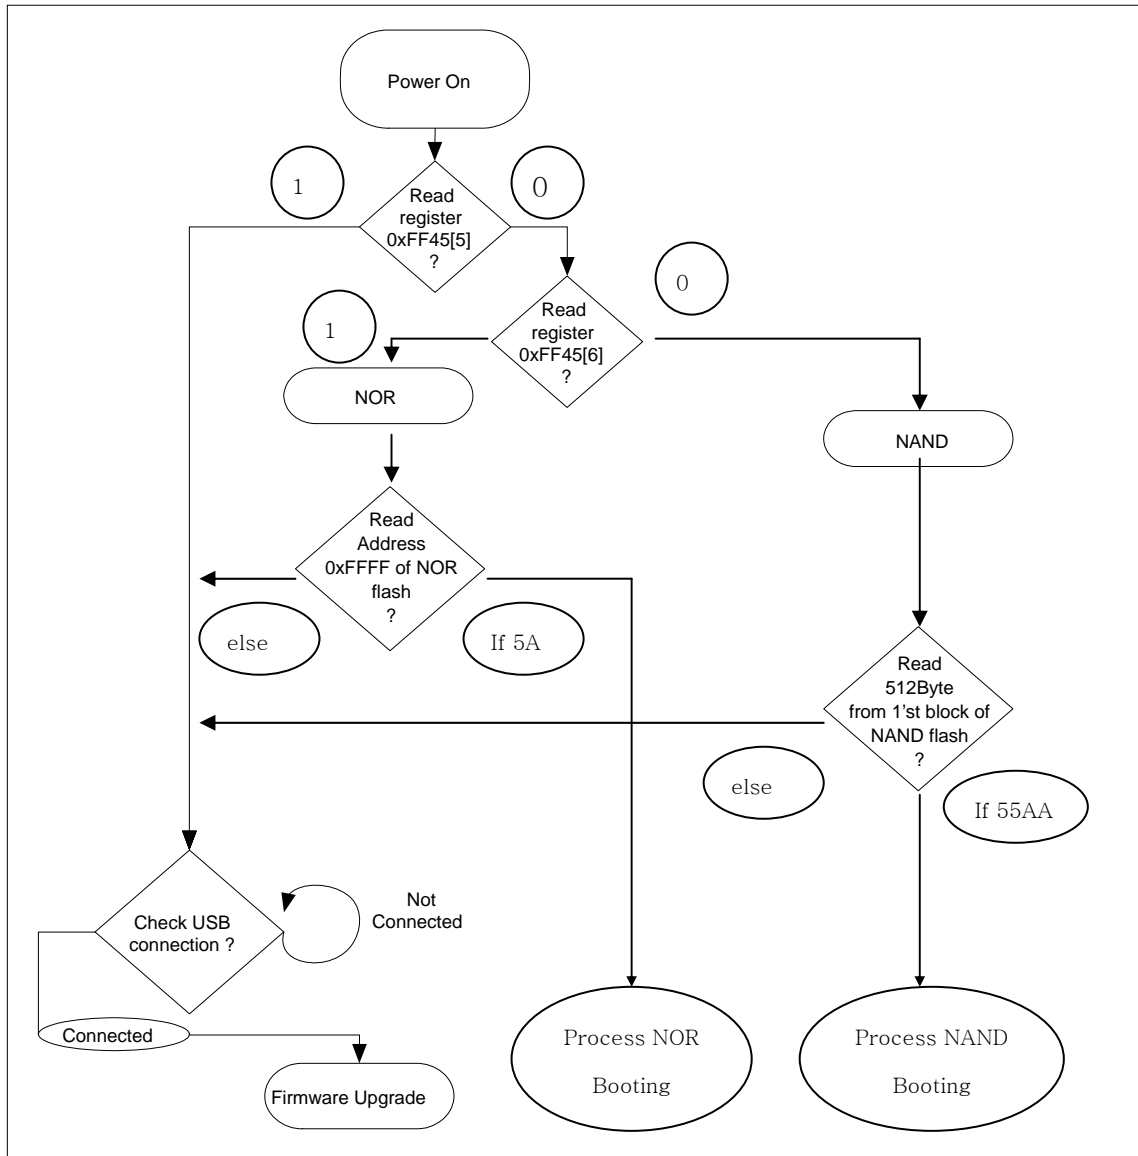 Power On
1
0
Read
register
0xFF45[5]
?
0
Read
register
0xFF45[6]
?
1
NOR
NAND
Read
Address
0xFFFF of NOR
flash
?
else
If 5A
Read
512Byte
from 1'st block of
NAND flash
?
else
If 55AA
Check USB
connection ?
Not
Connected
Connected
Firmware Upgrade
Process NOR
Booting
Process NAND
Booting